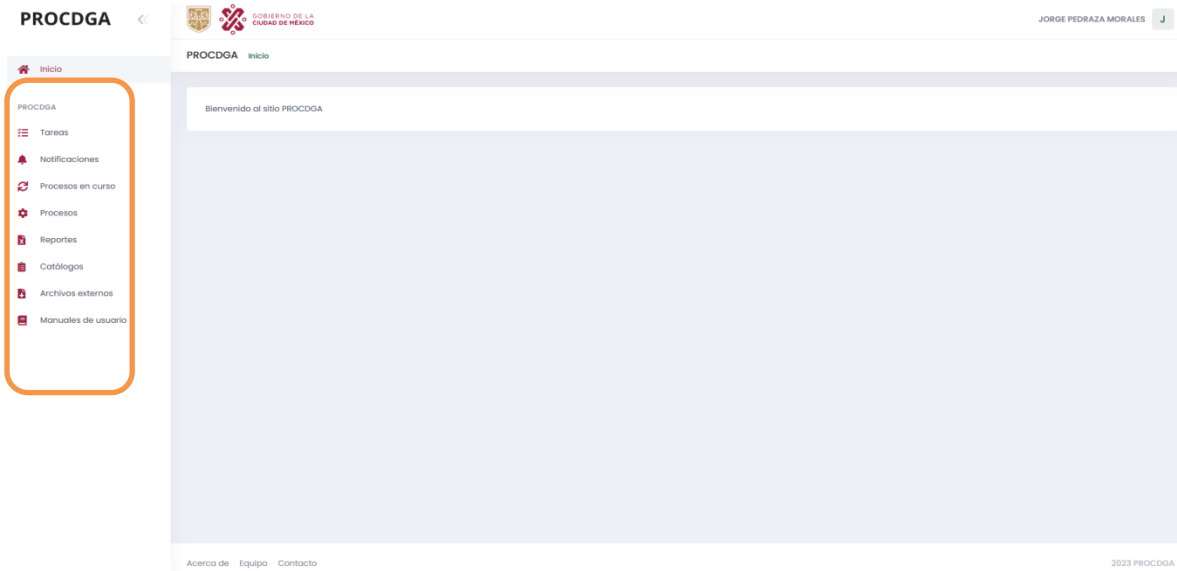 PROCDGA
GOBIERNO DE LA
CIUDAD DE MÉXICO
JORGE PEDRAZA MORALES J
PROCDGA Inicio
Inicio
PROCDGA
Bienvenido al sitio PROCDGA
Tareas
Notificaciones
Procesos en curso
Procesos
Reportes
Catálogos
Archivos externos
Manuales de usuario
Acerca de Equipo Contacto
2023 PROCDGA